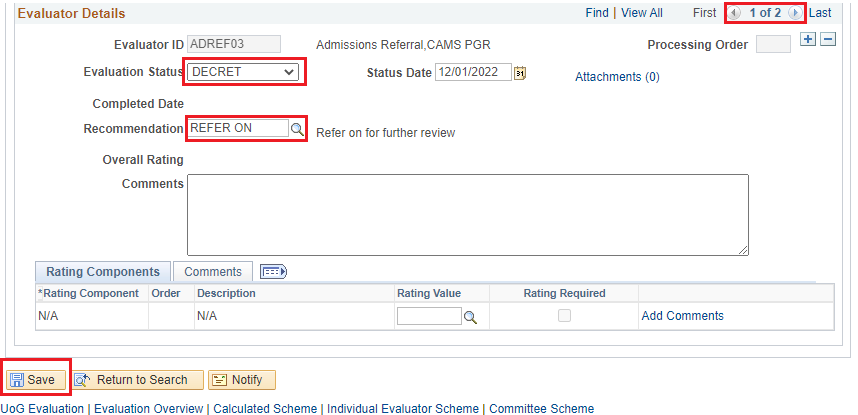 Evaluator Details Find | View All First 1 of 2 Last
Evaluator ID ADREF03 Admissions Referral,CAMS PGR Processing Order
Evaluation Status DECRET Status Date 12/01/2022 31 Attachments (0)
Completed Date
Recommendation REFER ON Refer on for further review
Overall Rating
Comments
Rating Components Comments
*Rating Component Order Description Rating Value Rating Required
N/A N/A Add Comments
Save Return to Search Notify
UoG Evaluation | Evaluation Overview | Calculated Scheme | Individual Evaluator Scheme | Committee Scheme